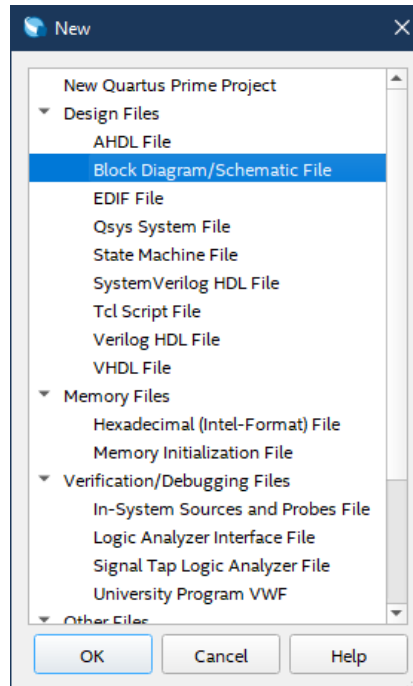 New
New Quartus Prime Project
Design Files
AHDL File
Block Diagram/Schematic File
EDIF File
Qsys System File
State Machine File
SystemVerilog HDL File
Tcl Script File
Verilog HDL File
VHDL File
Memory Files
Hexadecimal (Intel-Format) File
Memory Initialization File
Verification/Debugging Files
In-System Sources and Probes File
Logic Analyzer Interface File
Signal Tap Logic Analyzer File
University Program VWF
Other Files
OK Cancel Help